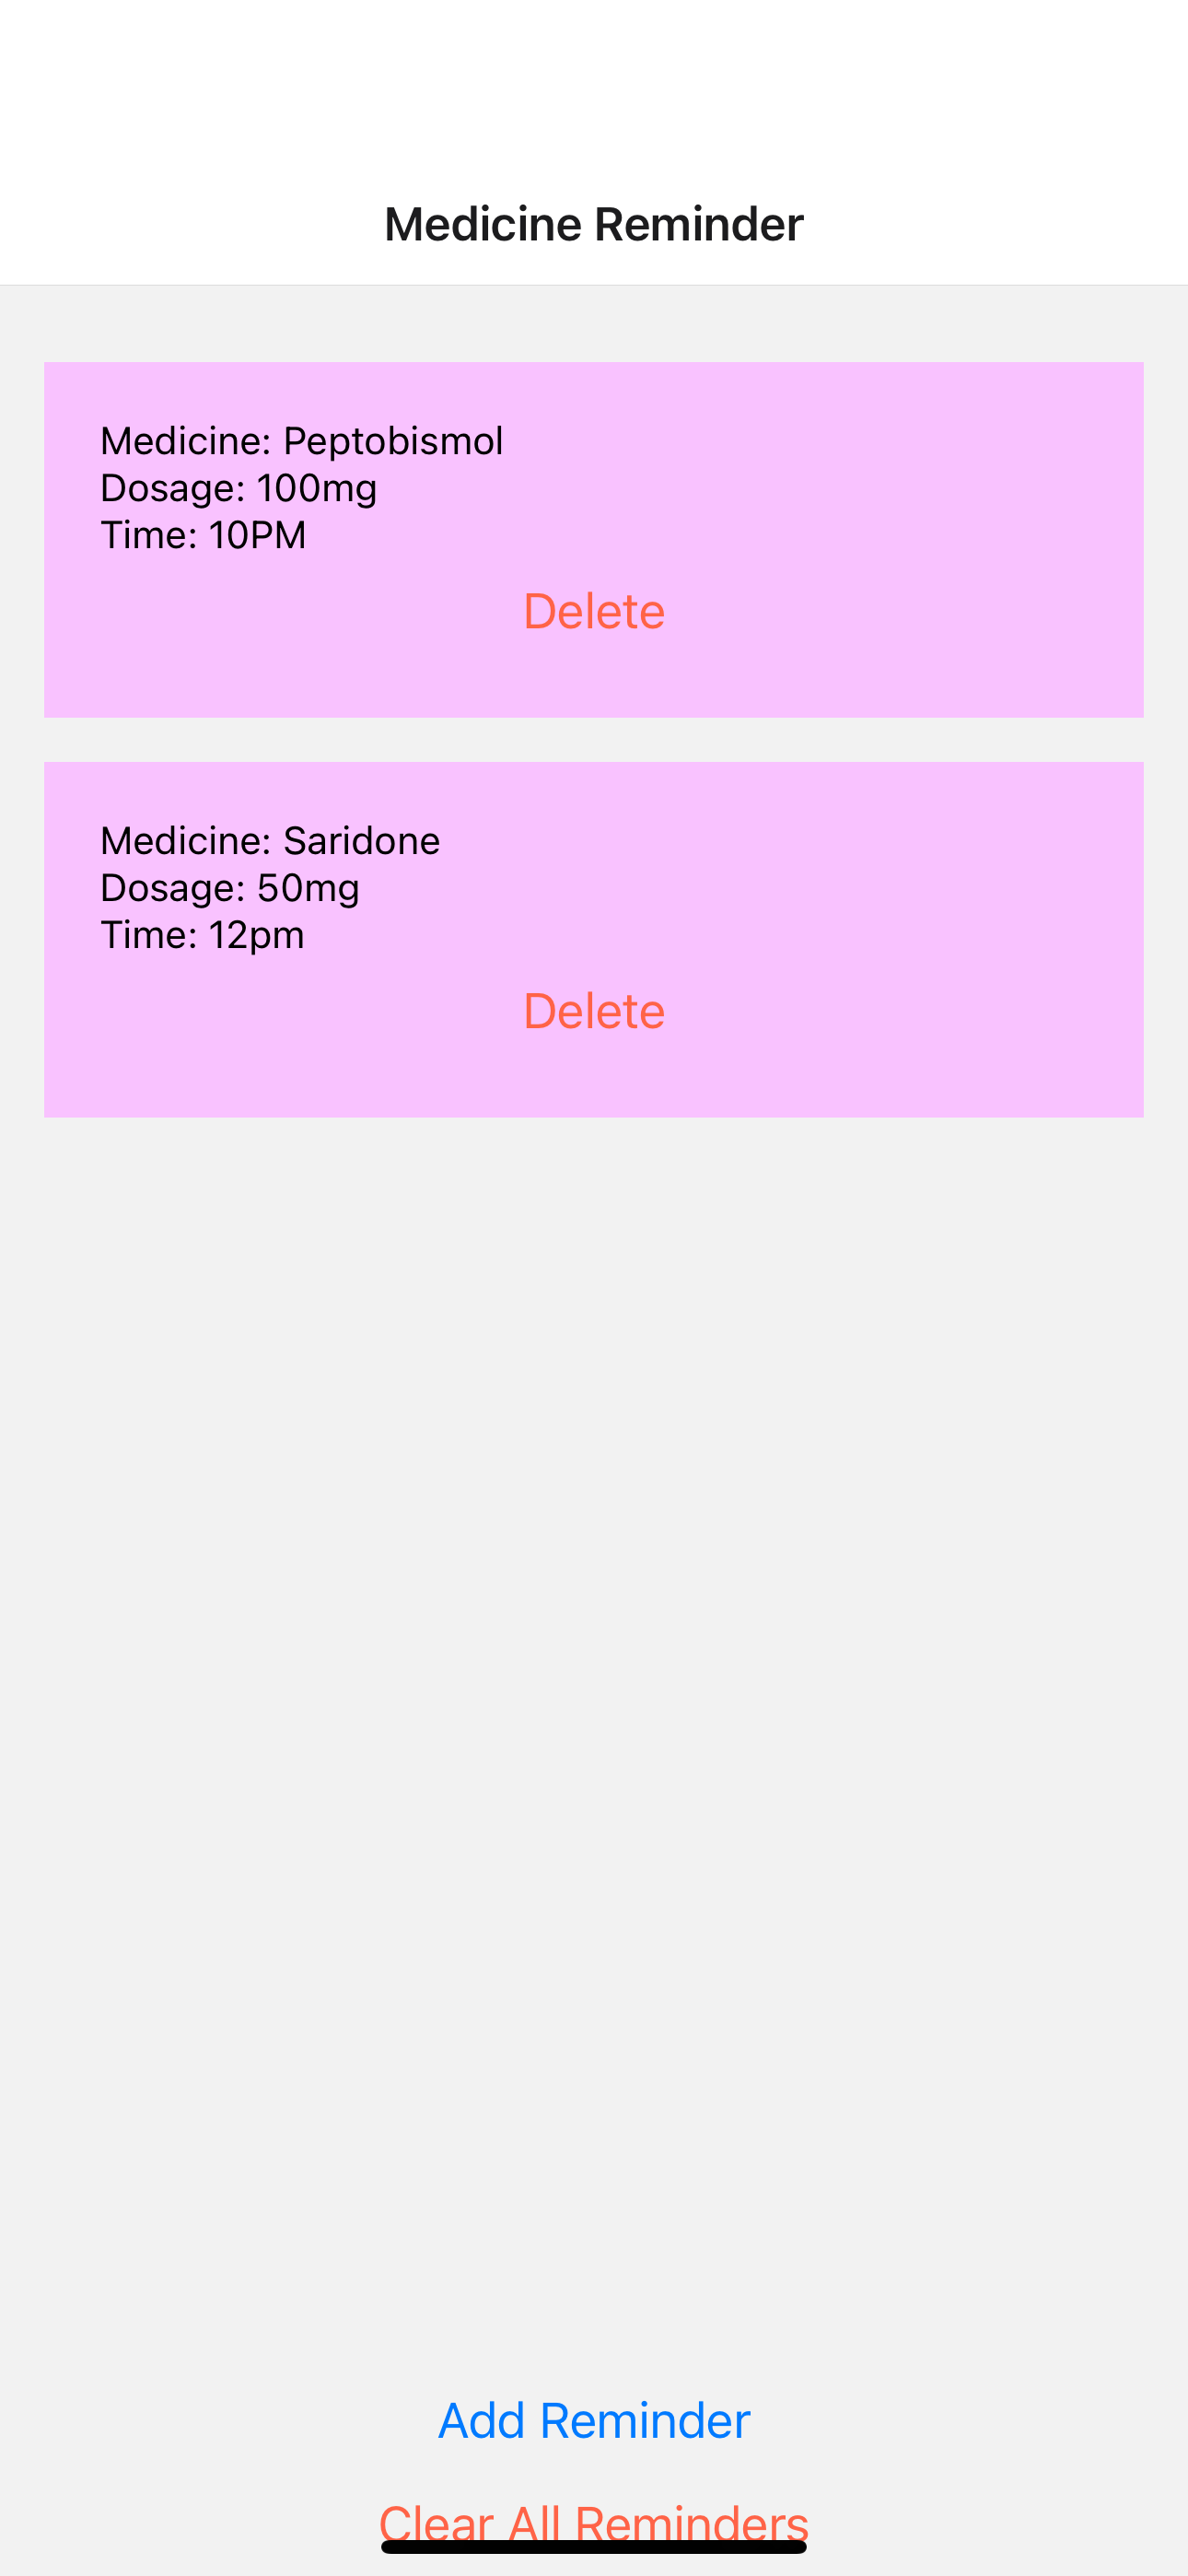 Medicine Reminder
Medicine: Peptobismol
Dosage: 100mg
Time: 10PM
Delete
Medicine: Saridone
Dosage: 50mg
Time: 12pm
Delete
Add Reminder
Clear All Reminders